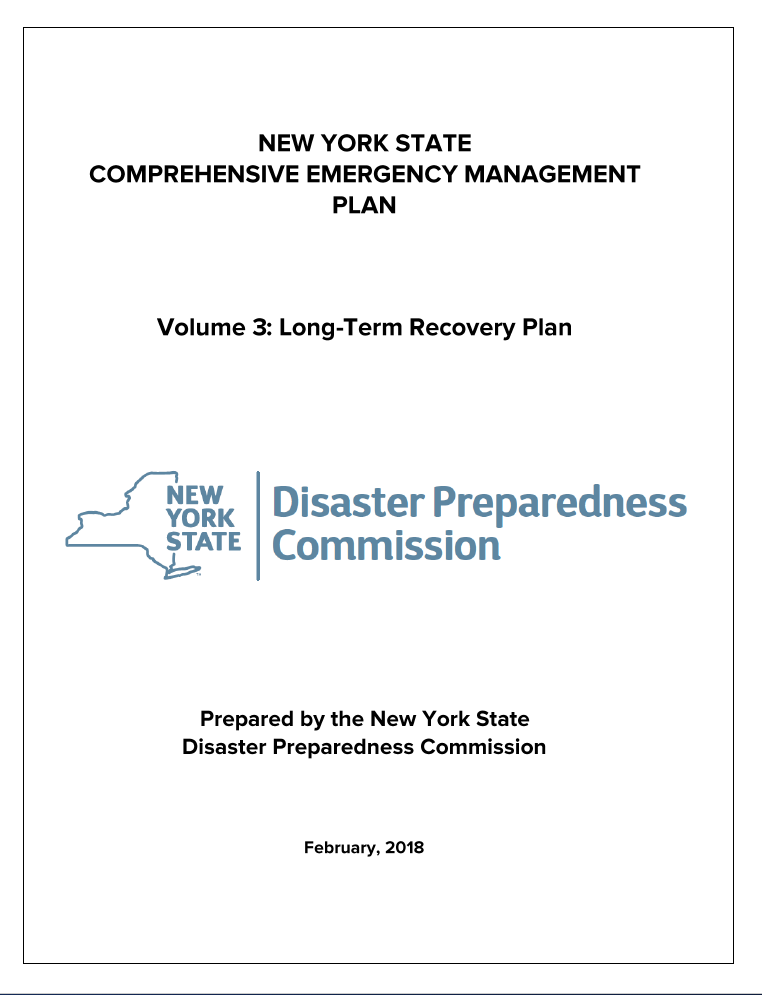 NEW YORK STATE
COMPREHENSIVE EMERGENCY MANAGEMENT
PLAN
Volume 3: Long-Term Recovery Plan
NEW
YORK
STATE
™
Disaster Preparedness
Commission
Prepared by the New York State
Disaster Preparedness Commission
February, 2018